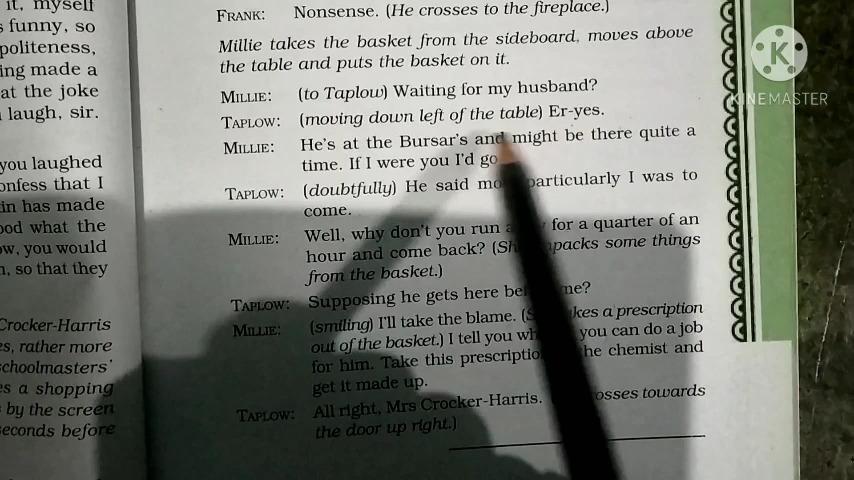 it, myself
s funny, so
politeness,
ing made a
at the joke
laugh, sir.
you laughed
onfess that I
in has made
ood what the
ow, you would
n, so that they
Crocker-Harris
es, rather more
choolmasters'
es a shopping
by the screen
seconds before
FRANK: Nonsense. (He crosses to the fireplace.)
Millie takes the basket from the sideboard, moves above
the table and puts the basket on it.
MILLIE: (to Taplow) Waiting for my husband?
TAPLOW: (moving down left of the table) Er-yes.
MILLIE: He's at the Bursar's and might be there quite a
time. If I were you I'd go
TAPLOW: (doubtfully) He said mo particularly I was to
come.
MILLIE: Well, why don't you run for a quarter of an
hour and come back? (Sh packs some things
from the basket.)
TAPLOW: Supposing he gets here me?
MILLIE: (smiling) I'll take the blame. ( kes a prescription
out of the basket.) I tell you wh you can do a job
for him. Take this prescriptio he chemist and
get it made up.
TAPLOW: All right, Mrs Crocker-Harris. ( osses towards
the door up right.)
KINEMASTER